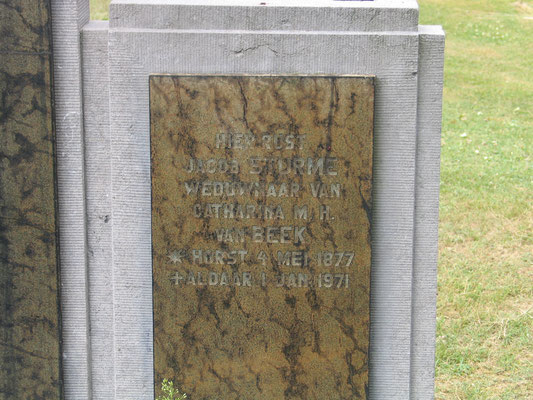 HIER RUST
JACOB STURME
WEDUWNAAR VAN
CATHARINA M. H.
VAN BEEK
* HORST 4 MEI 1877
+ ALDAAR 1 JAN. 1971